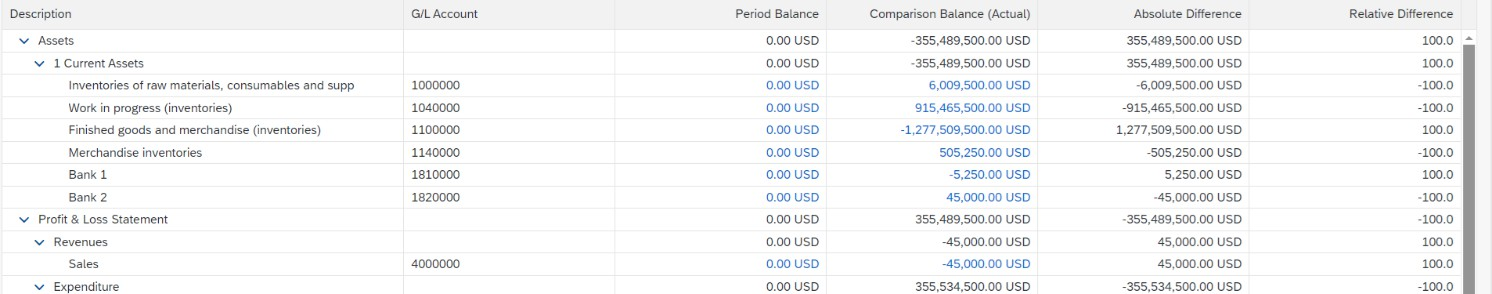 Description G/L Account Period Balance Comparison Balance (Actual) Absolute Difference Relative Difference
Assets 0.00 USD -355,489,500.00 USD 355,489,500.00 USD 100.0
1 Current Assets 0.00 USD -355,489,500.00 USD 355,489,500.00 USD 100.0
Inventories of raw materials, consumables and supp 1000000 0.00 USD 6,009,500.00 USD -6,009,500.00 USD -100.0
Work in progress (inventories) 1040000 0.00 USD 915,465,500.00 USD -915,465,500.00 USD -100.0
Finished goods and merchandise (inventories) 1100000 0.00 USD -1,277,509,500.00 USD 1,277,509,500.00 USD 100.0
Merchandise inventories 1140000 0.00 USD 505,250.00 USD -505,250.00 USD -100.0
Bank 1 1810000 0.00 USD -5,250.00 USD 5,250.00 USD 100.0
Bank 2 1820000 0.00 USD 45,000.00 USD -45,000.00 USD -100.0
Profit & Loss Statement 0.00 USD 355,489,500.00 USD -355,489,500.00 USD -100.0
Revenues 0.00 USD -45,000.00 USD 45,000.00 USD 100.0
Sales 4000000 0.00 USD -45,000.00 USD 45,000.00 USD 100.0
Expenditure 0.00 USD 355,534,500.00 USD -355,534,500.00 USD -100.0